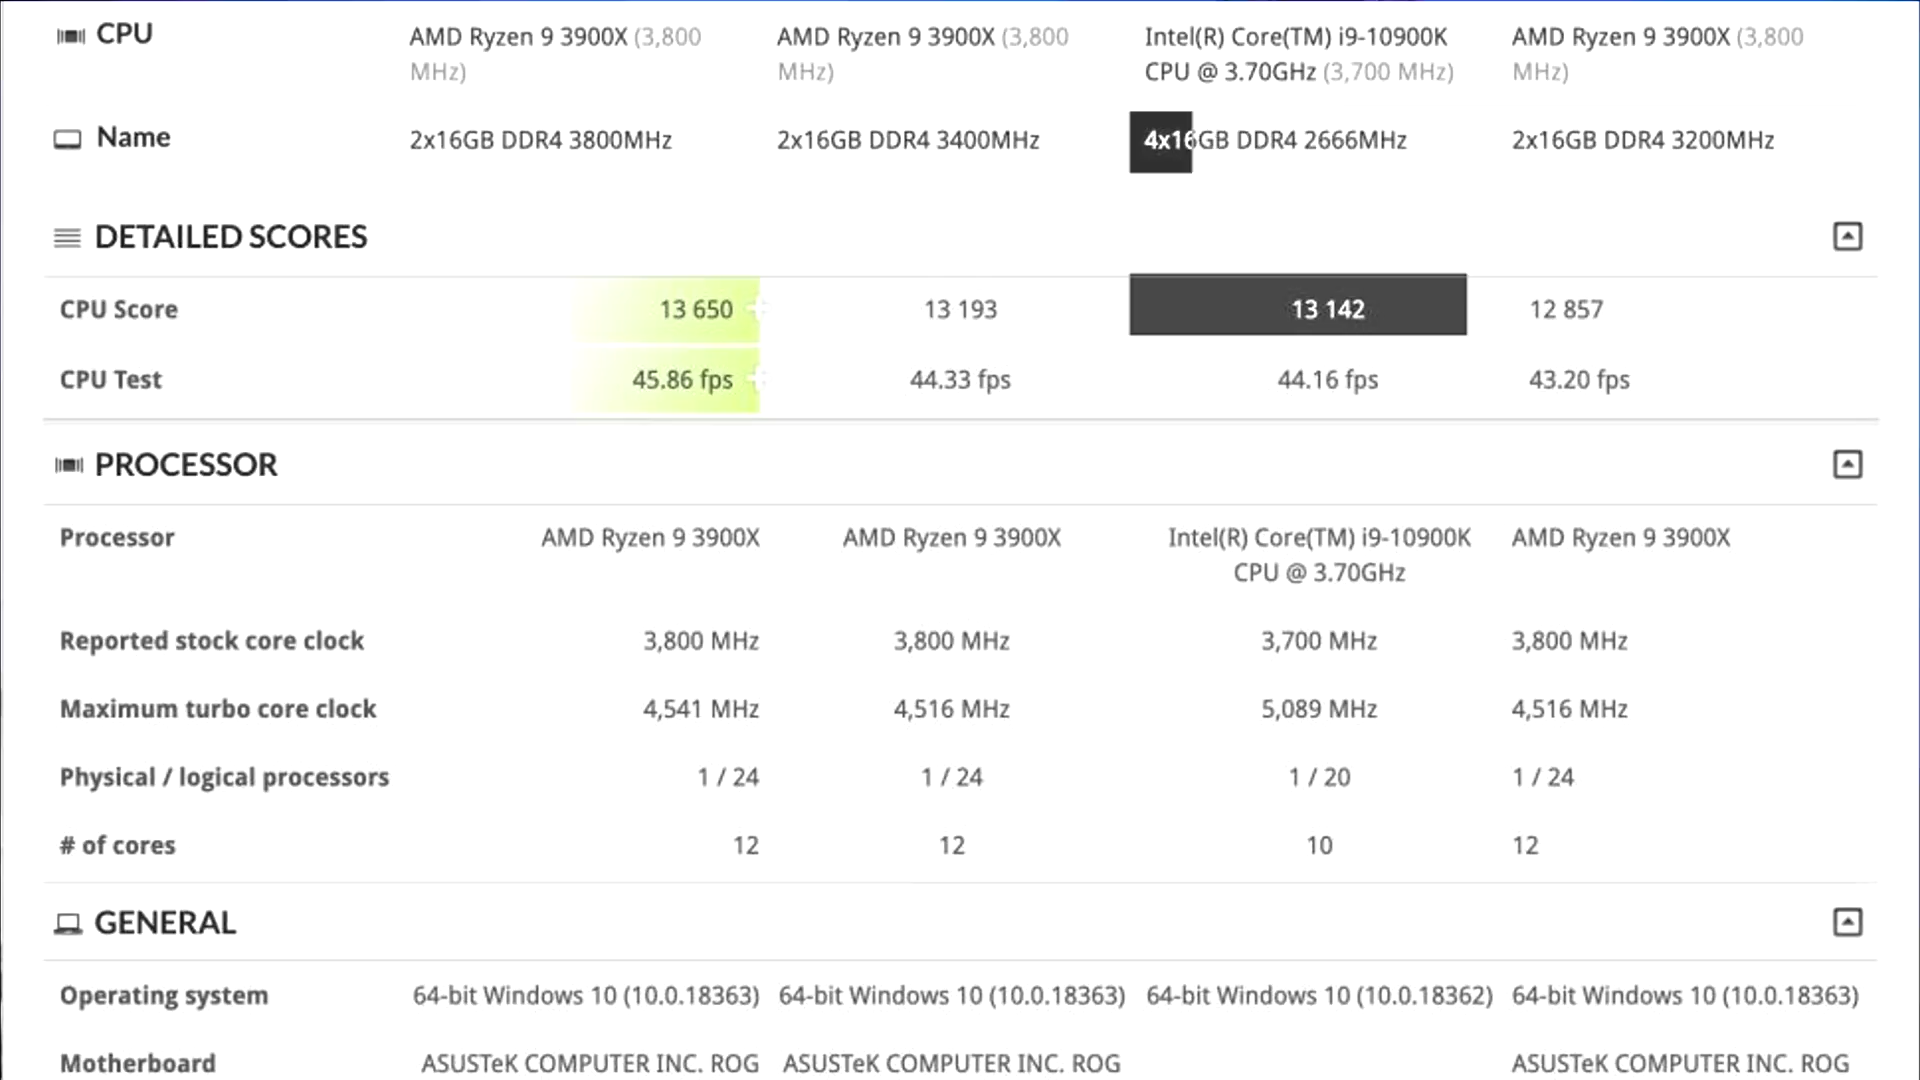 CPU AMD Ryzen 9 3900X (3,800 AMD Ryzen 9 3900X (3,800 Intel(R) Core(TM) i9-10900K AMD Ryzen 9 3900X (3,800
MHz) MHz) CPU @ 3.70GHz (3,700 MHz) MHz)
Name 2x16GB DDR4 3800MHz 2x16GB DDR4 3400MHz 4x16GB DDR4 2666MHz 2x16GB DDR4 3200MHz
DETAILED SCORES
CPU Score 13 650 13 193 13 142 12 857
CPU Test 45.86 fps 44.33 fps 44.16 fps 43.20 fps
PROCESSOR
Processor AMD Ryzen 9 3900X AMD Ryzen 9 3900X Intel(R) Core(TM) i9-10900K AMD Ryzen 9 3900X
CPU @ 3.70GHz
Reported stock core clock 3,800 MHz 3,800 MHz 3,700 MHz 3,800 MHz
Maximum turbo core clock 4,541 MHz 4,516 MHz 5,089 MHz 4,516 MHz
Physical / logical processors 1 / 24 1 / 24 1 / 20 1 / 24
# of cores 12 12 10 12
GENERAL
Operating system 64-bit Windows 10 (10.0.18363) 64-bit Windows 10 (10.0.18363) 64-bit Windows 10 (10.0.18362) 64-bit Windows 10 (10.0.18363)
Motherboard ASUSTeK COMPUTER INC. ROG ASUSTeK COMPUTER INC. ROG ASUSTeK COMPUTER INC. ROG